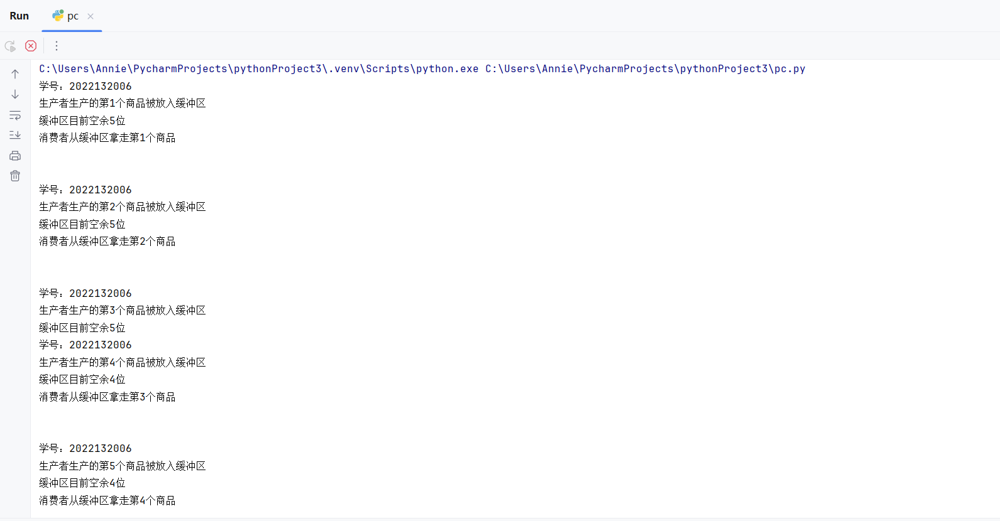 Run pc
C:\Users\Annie\PycharmProjects\pythonProject3\.venv\Scripts\python.exe C:\Users\Annie\PycharmProjects\pythonProject3\pc.py
学号：2022132006
生产者生产的第1个商品被放入缓冲区
缓冲区目前空余5位
消费者从缓冲区拿走第1个商品
学号：2022132006
生产者生产的第2个商品被放入缓冲区
缓冲区目前空余5位
消费者从缓冲区拿走第2个商品
学号：2022132006
生产者生产的第3个商品被放入缓冲区
缓冲区目前空余5位
学号：2022132006
生产者生产的第4个商品被放入缓冲区
缓冲区目前空余4位
消费者从缓冲区拿走第3个商品
学号：2022132006
生产者生产的第5个商品被放入缓冲区
缓冲区目前空余4位
消费者从缓冲区拿走第4个商品